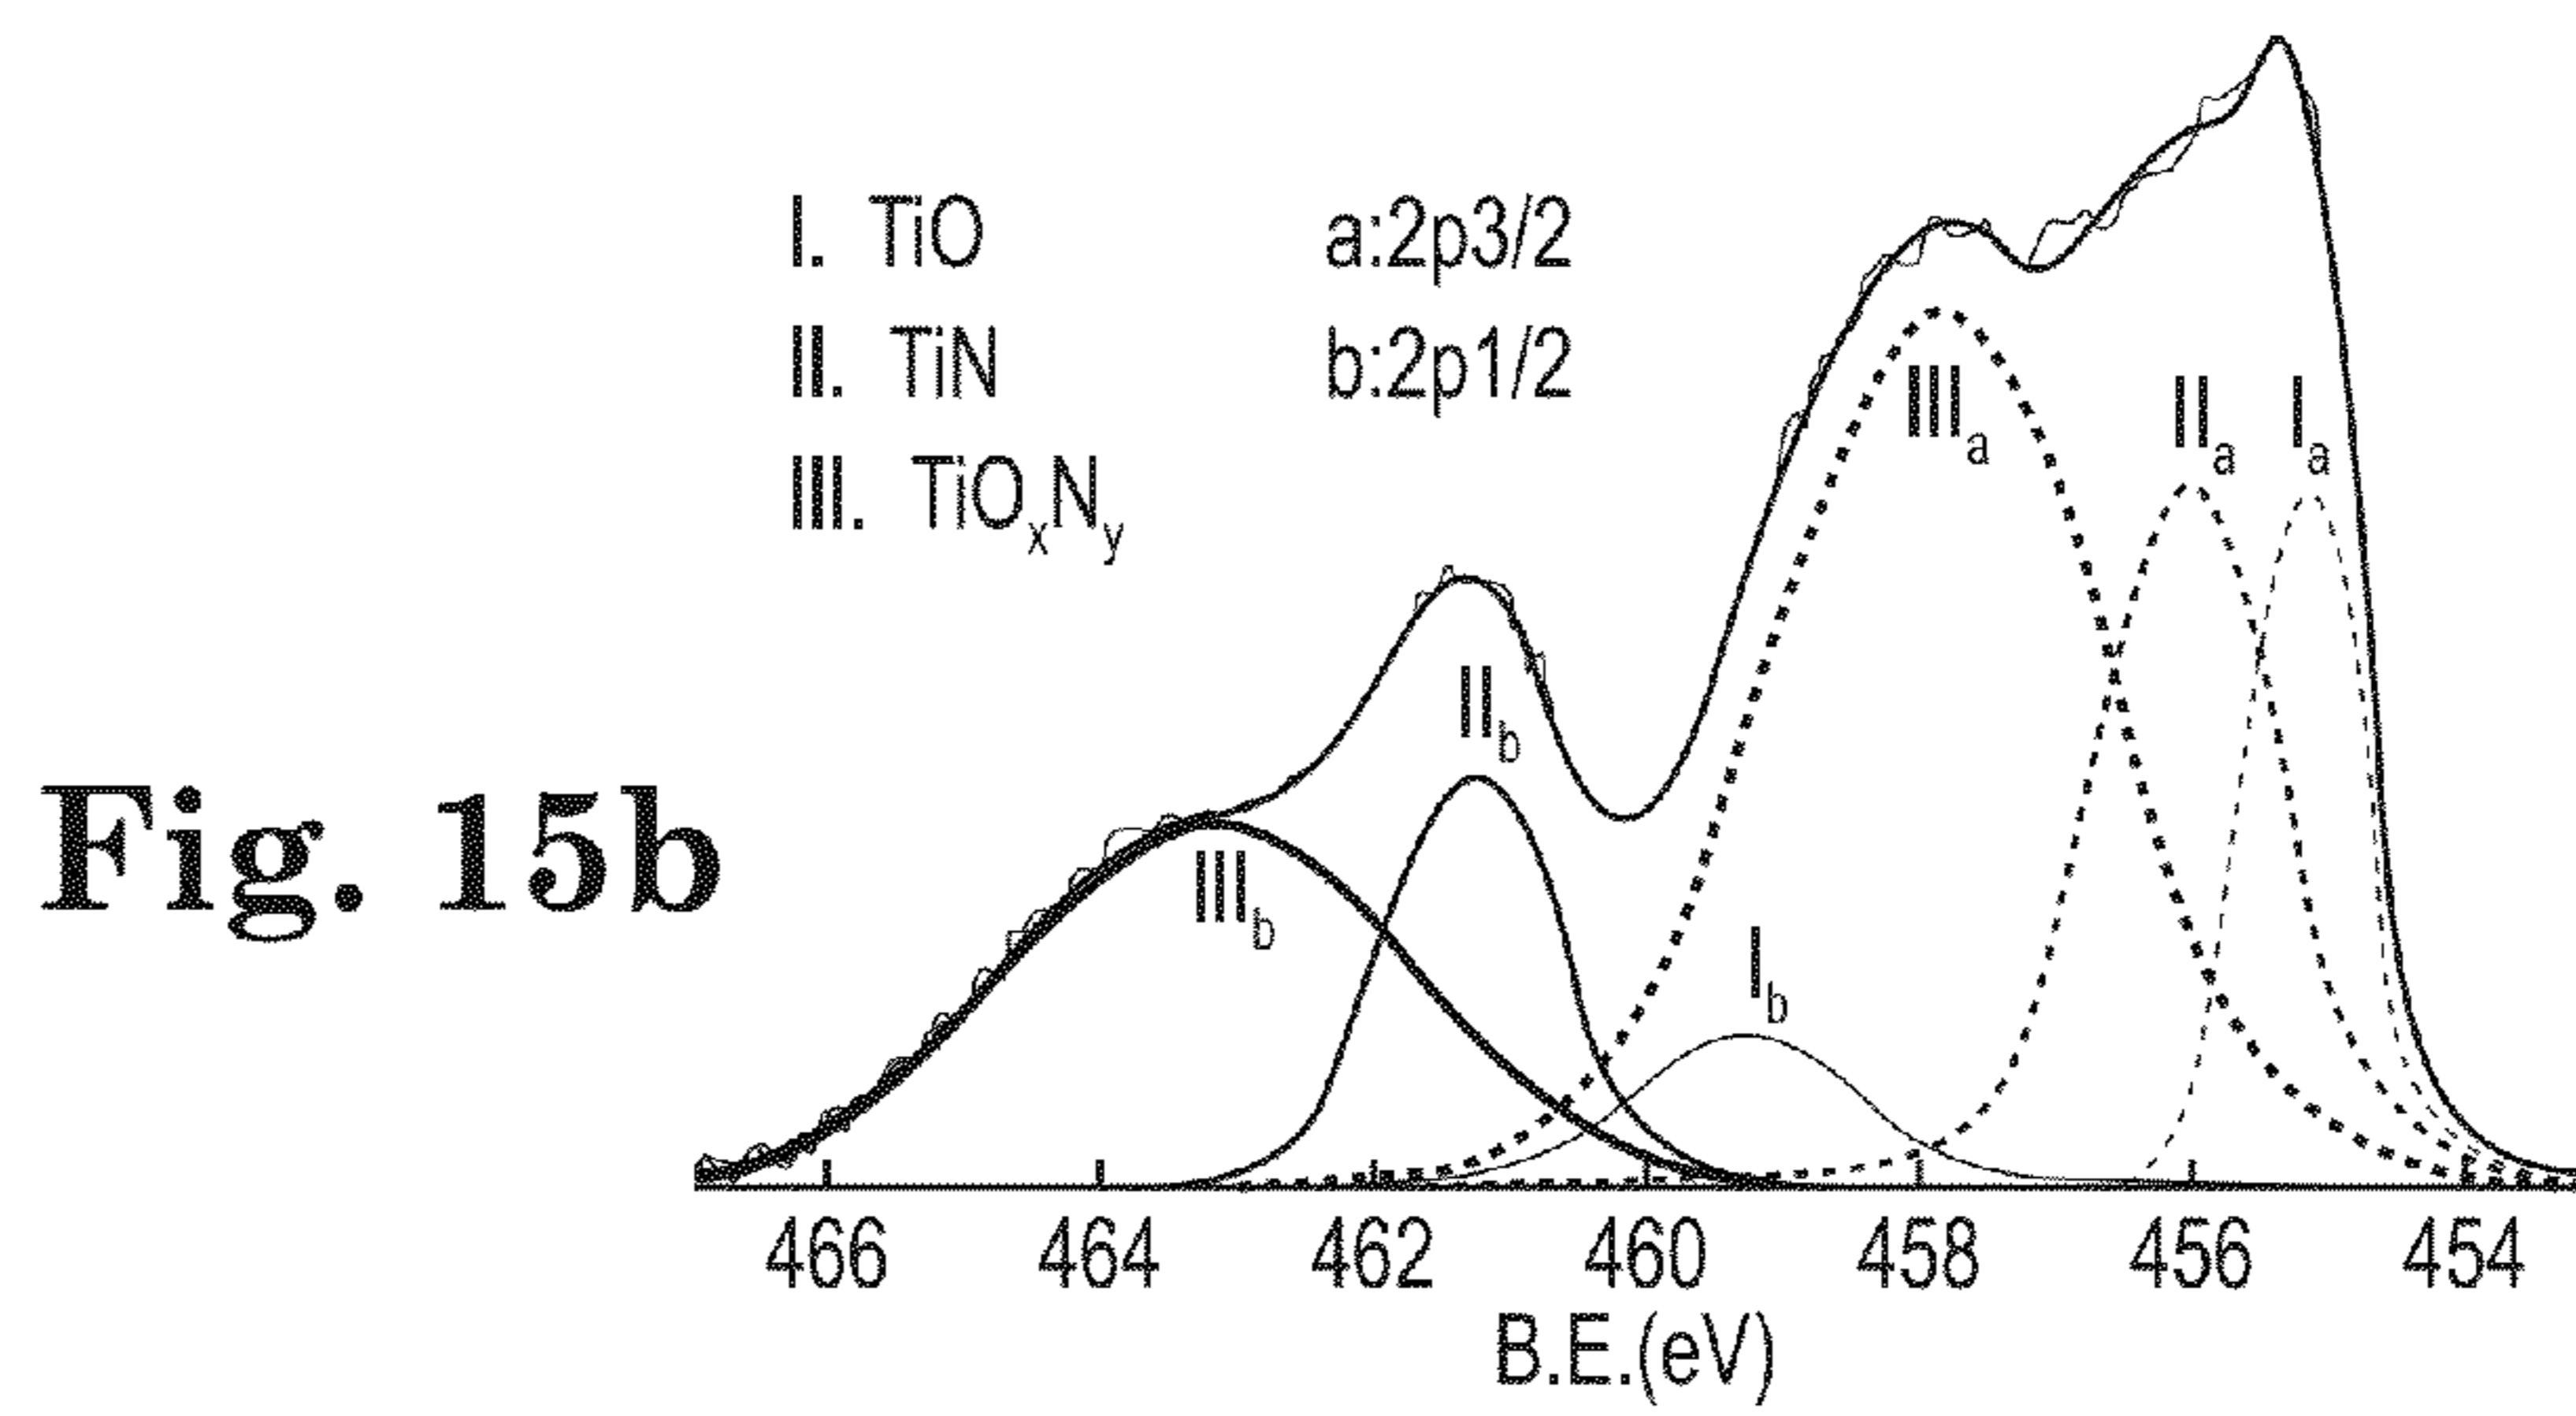 I. TiO a:2p3/2
II. TiN b:2p1/2
III. TiOxNy
IIIa
IIa
Ia
IIb
IIIb
Ib
Fig. 15b
466 464 462 460 458 456 454
B.E.(eV)